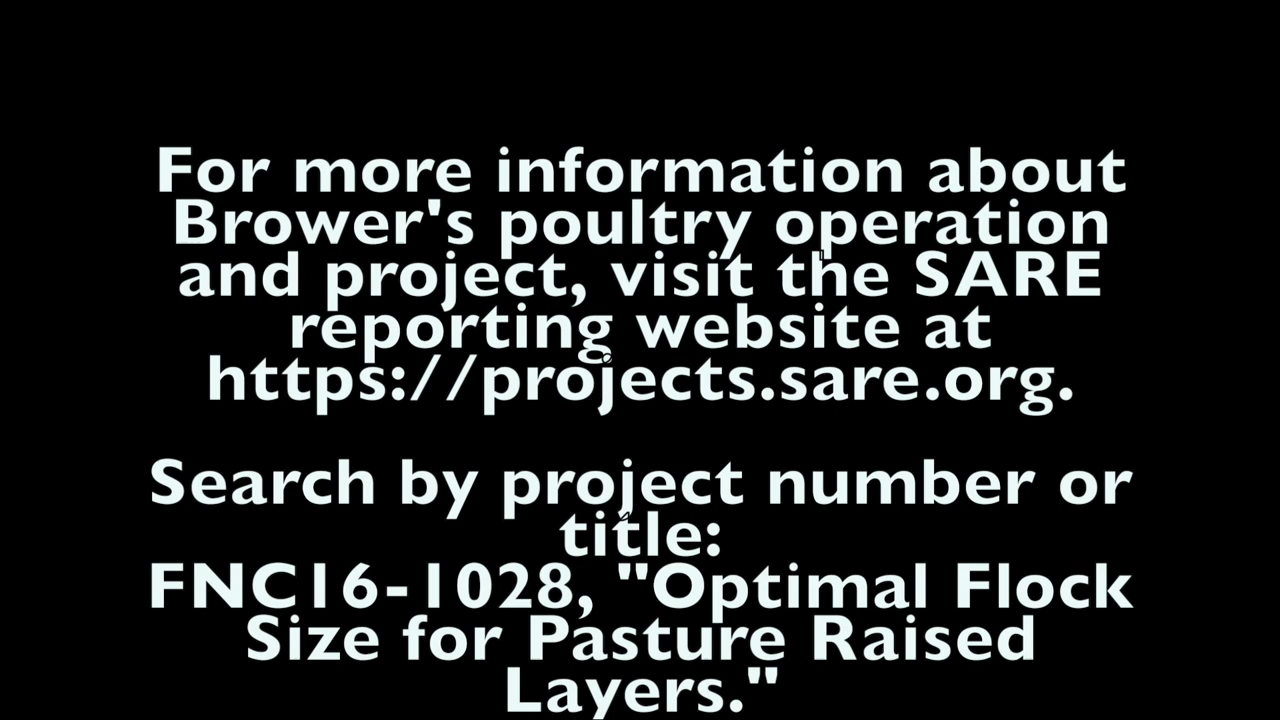 For more information about
Brower's poultry operation
and project, visit the SARE
reporting website at
https://projects.sare.org.
Search by project number or
title:
FNC16-1028, "Optimal Flock
Size for Pasture Raised
Layers."